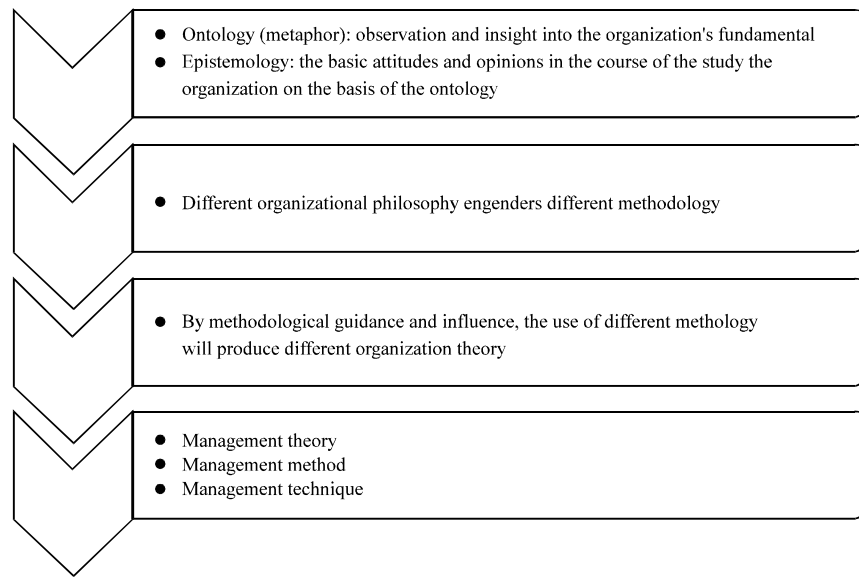 ● Ontology (metaphor): observation and insight into the organization's fundamental
● Epistemology: the basic attitudes and opinions in the course of the study the
organization on the basis of the ontology
● Different organizational philosophy engenders different methodology
● By methodological guidance and influence, the use of different methology
will produce different organization theory
● Management theory
● Management method
● Management technique